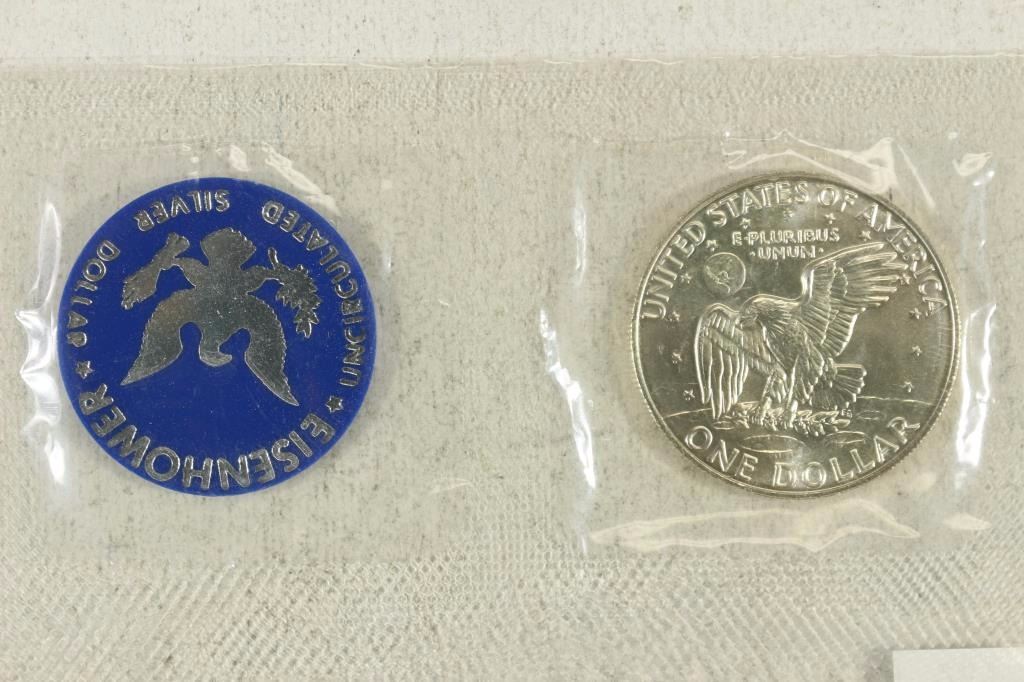 EISENHOWER
UNCIRCULATED SILVER DOLLAR
UNITED STATES OF AMERICA
E·PLURIBUS
·UNUM·
ONE DOLLAR